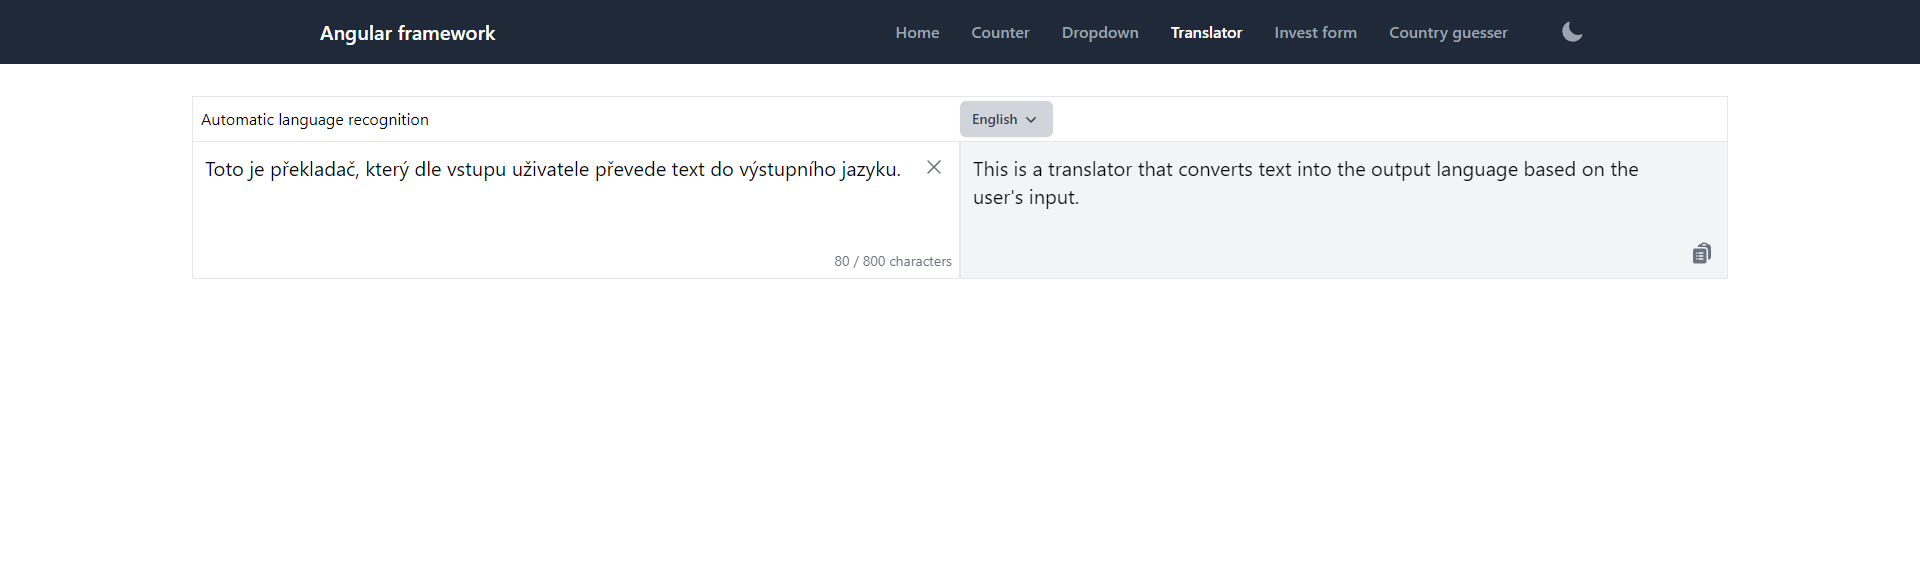 Angular framework
Home Counter Dropdown Translator Invest form Country guesser
Automatic language recognition
English
Toto je překladač, který dle vstupu uživatele převede text do výstupního jazyku.
80 / 800 characters
This is a translator that converts text into the output language based on the
user's input.